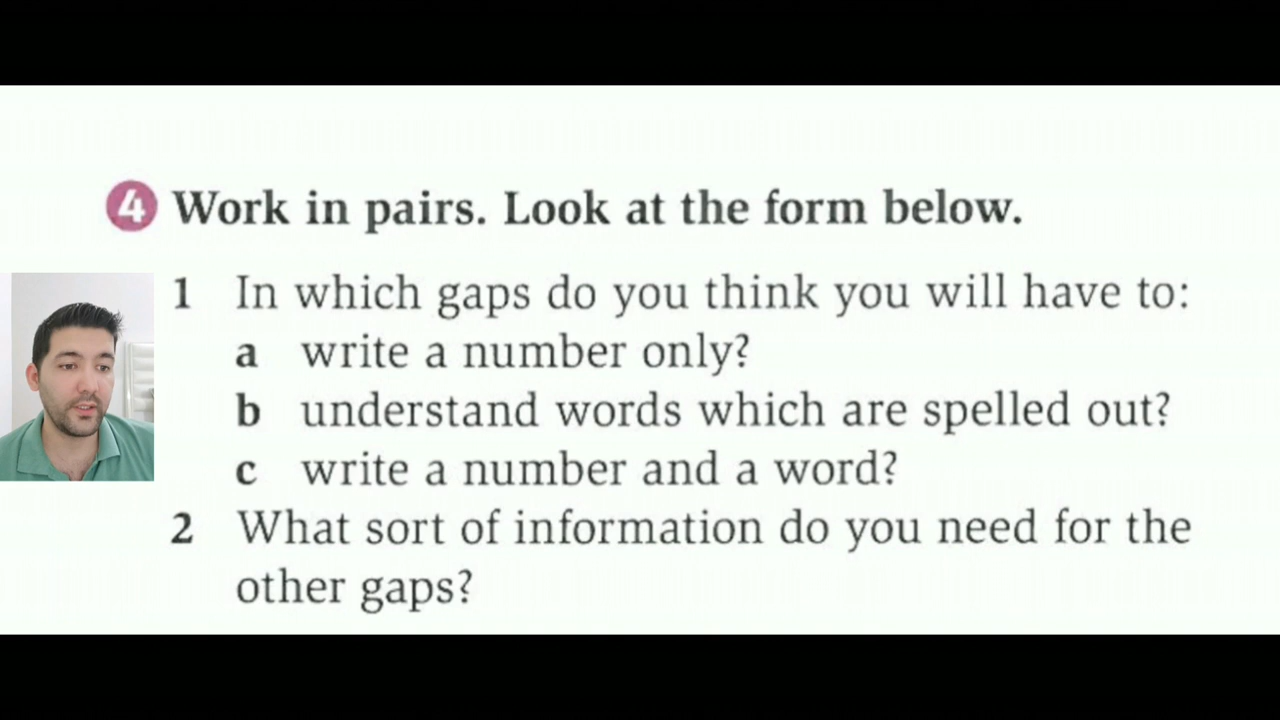 4 Work in pairs. Look at the form below.
1 In which gaps do you think you will have to:
a write a number only?
b understand words which are spelled out?
c write a number and a word?
2 What sort of information do you need for the
other gaps?